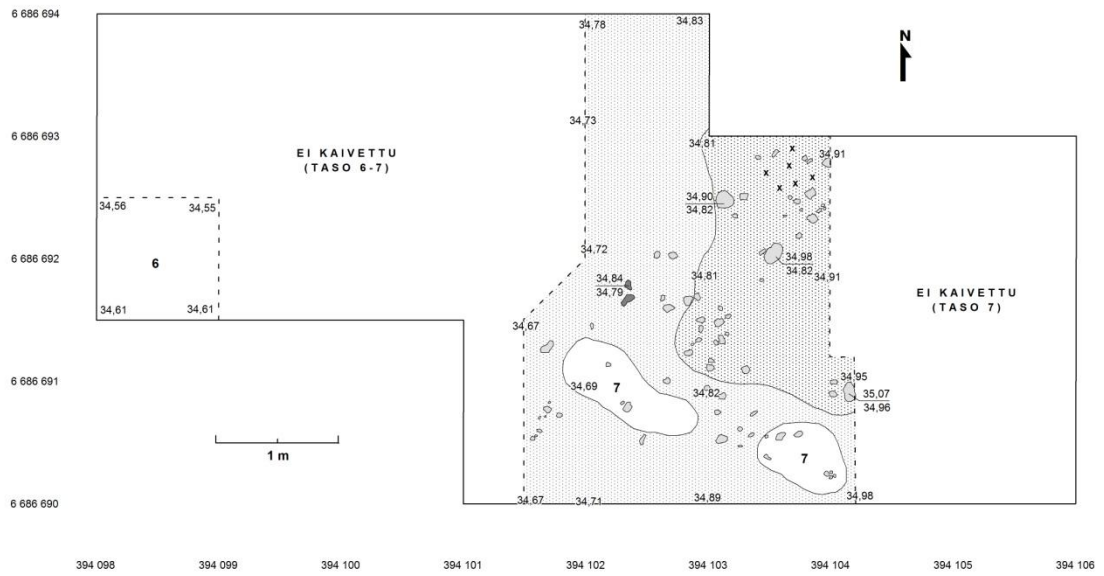 6 686 694
34,78
34,83
N
6 686 693
34,73
34,81
x
34,91
x
x
x
x
x
EI KAIVETTU
(TASO 6-7)
34,56
34,55
34,90
34,82
6 686 692
6
34,72
34,98
34,82
34,91
34,84
34,79
34,81
EI KAIVETTU
(TASO 7)
34,61
34,61
34,67
6 686 691
34,69
7
34,82
34,95
35,07
34,96
1 m
7
6 686 690
34,67
34,71
34,89
34,98
394 098
394 099
394 100
394 101
394 102
394 103
394 104
394 105
394 106